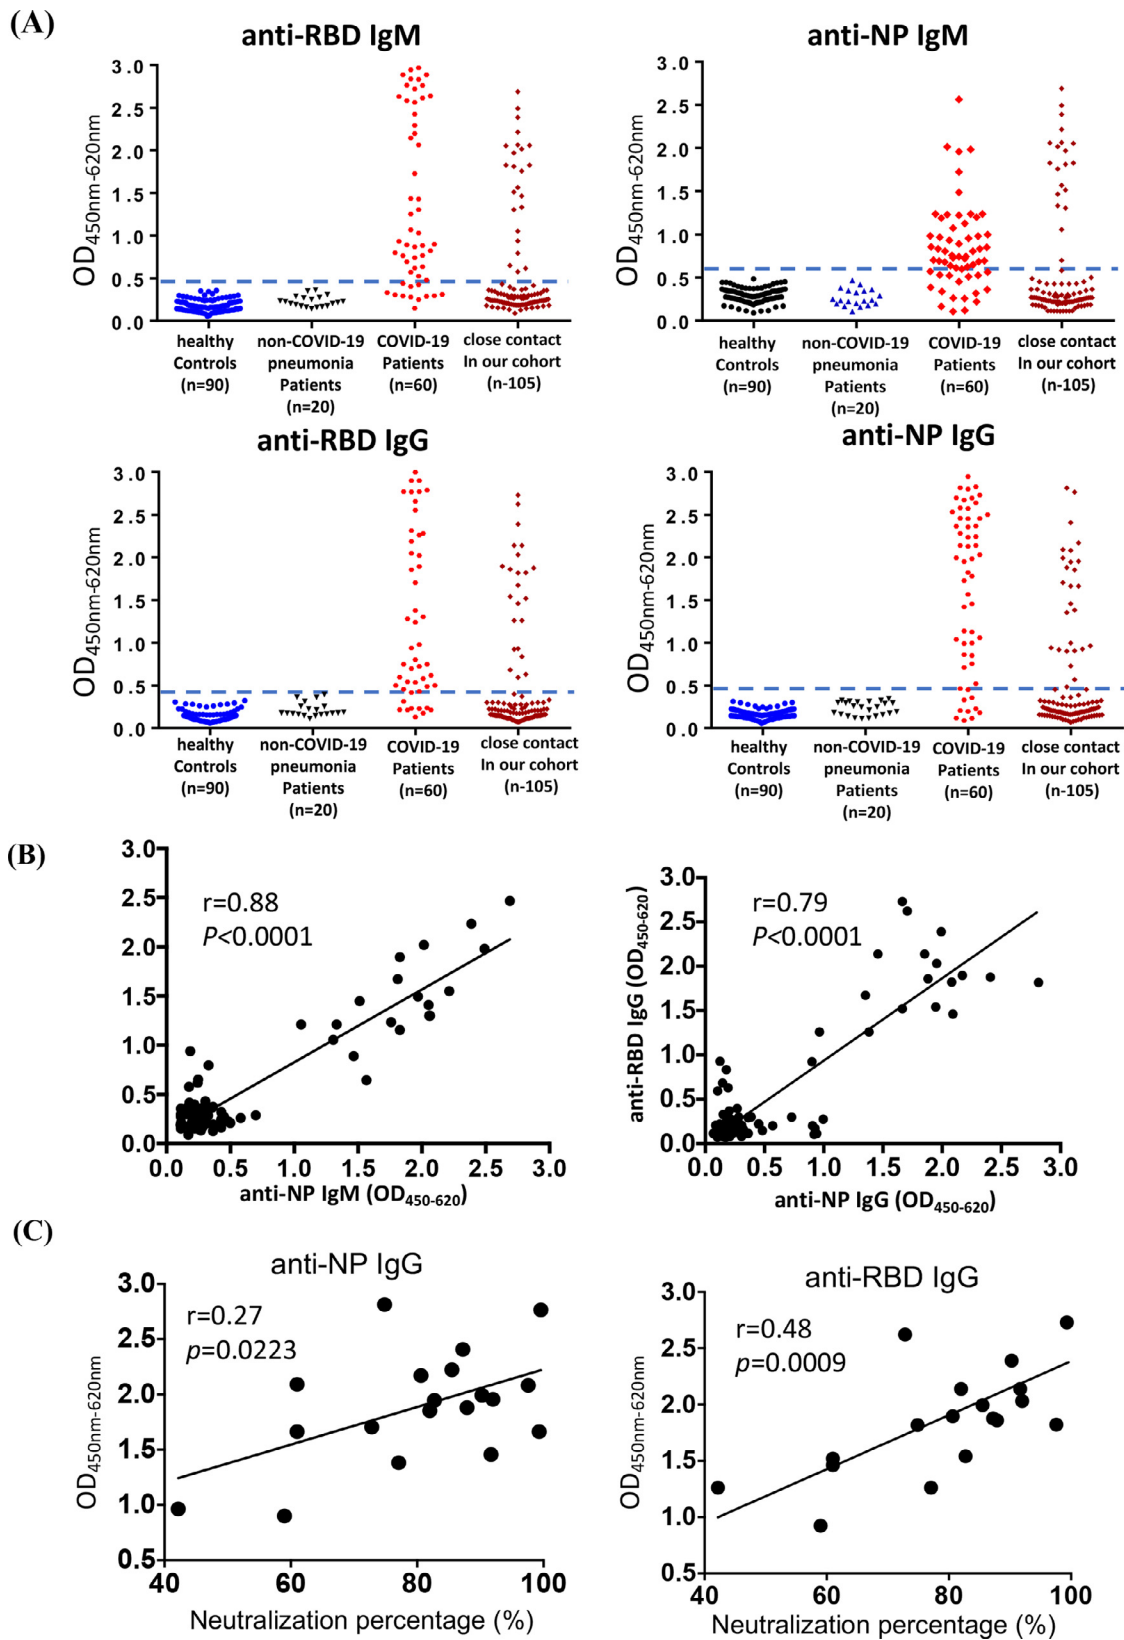 (A)
anti-RBD IgM
3.0
2.5
2.0
1.5
1.0
0.5
0.0
OD450nm-620nm
healthy
Controls
(n=90)
non-COVID-19
pneumonia
Patients
(n=20)
COVID-19
Patients
(n=60)
close contact
In our cohort
(n-105)
anti-NP IgM
3.0
2.5
2.0
1.5
1.0
0.5
0.0
OD450nm-620nm
healthy
Controls
(n=90)
non-COVID-19
pneumonia
Patients
(n=20)
COVID-19
Patients
(n=60)
close contact
In our cohort
(n-105)
anti-RBD IgG
3.0
2.5
2.0
1.5
1.0
0.5
0.0
OD450nm-620nm
healthy
Controls
(n=90)
non-COVID-19
pneumonia
Patients
(n=20)
COVID-19
Patients
(n=60)
close contact
In our cohort
(n-105)
anti-NP IgG
3.0
2.5
2.0
1.5
1.0
0.5
0.0
OD450nm-620nm
healthy
Controls
(n=90)
non-COVID-19
pneumonia
Patients
(n=20)
COVID-19
Patients
(n=60)
close contact
In our cohort
(n-105)
(B)
3.0
2.5
2.0
1.5
1.0
0.5
0.0
r=0.88
P<0.0001
0.0 0.5 1.0 1.5 2.0 2.5 3.0
anti-NP IgM (OD450-620)
anti-RBD IgG (OD450-620)
3.0
2.5
2.0
1.5
1.0
0.5
0.0
r=0.79
P<0.0001
0.0 0.5 1.0 1.5 2.0 2.5 3.0
anti-NP IgG (OD450-620)
(C)
anti-NP IgG
3.0
2.5
2.0
1.5
1.0
0.5
OD450nm-620nm
r=0.27
p=0.0223
40 60 80 100
Neutralization percentage (%)
anti-RBD IgG
3.0
2.5
2.0
1.5
1.0
0.5
OD450nm-620nm
r=0.48
p=0.0009
40 60 80 100
Neutralization percentage (%)